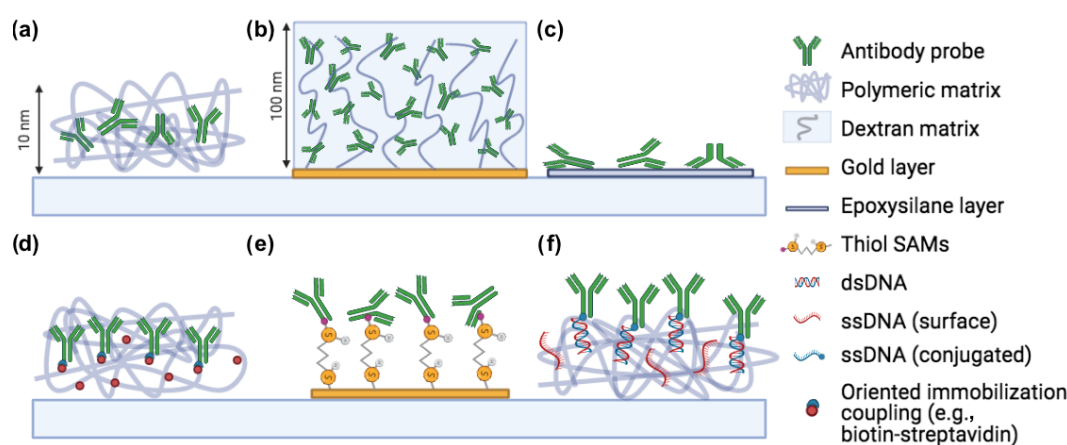 (a)
(b)
(c)
10 nm
100 nm
(d)
(e)
(f)
S S S S
S S S S
Antibody probe
Polymeric matrix
Dextran matrix
Gold layer
Epoxysilane layer
S S
Thiol SAMs
dsDNA
ssDNA (surface)
ssDNA (conjugated)
Oriented immobilization
coupling (e.g.,
biotin-streptavidin)